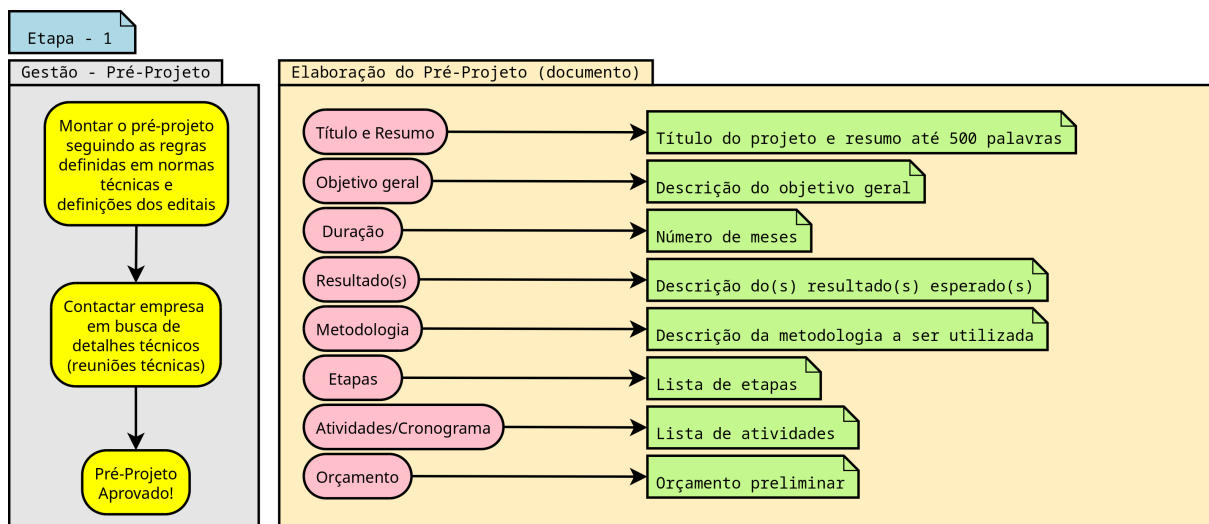 Etapa - 1
Gestão - Pré-Projeto
Montar o pré-projeto
seguindo as regras
definidas em normas
técnicas e
definições dos editais
Contactar empresa
em busca de
detalhes técnicos
(reuniões técnicas)
Pré-Projeto
Aprovado!
Elaboração do Pré-Projeto (documento)
Título e Resumo
Título do projeto e resumo até 500 palavras
Objetivo geral
Descrição do objetivo geral
Duração
Número de meses
Resultado(s)
Descrição do(s) resultado(s) esperado(s)
Metodologia
Descrição da metodologia a ser utilizada
Etapas
Lista de etapas
Atividades/Cronograma
Lista de atividades
Orçamento
Orçamento preliminar